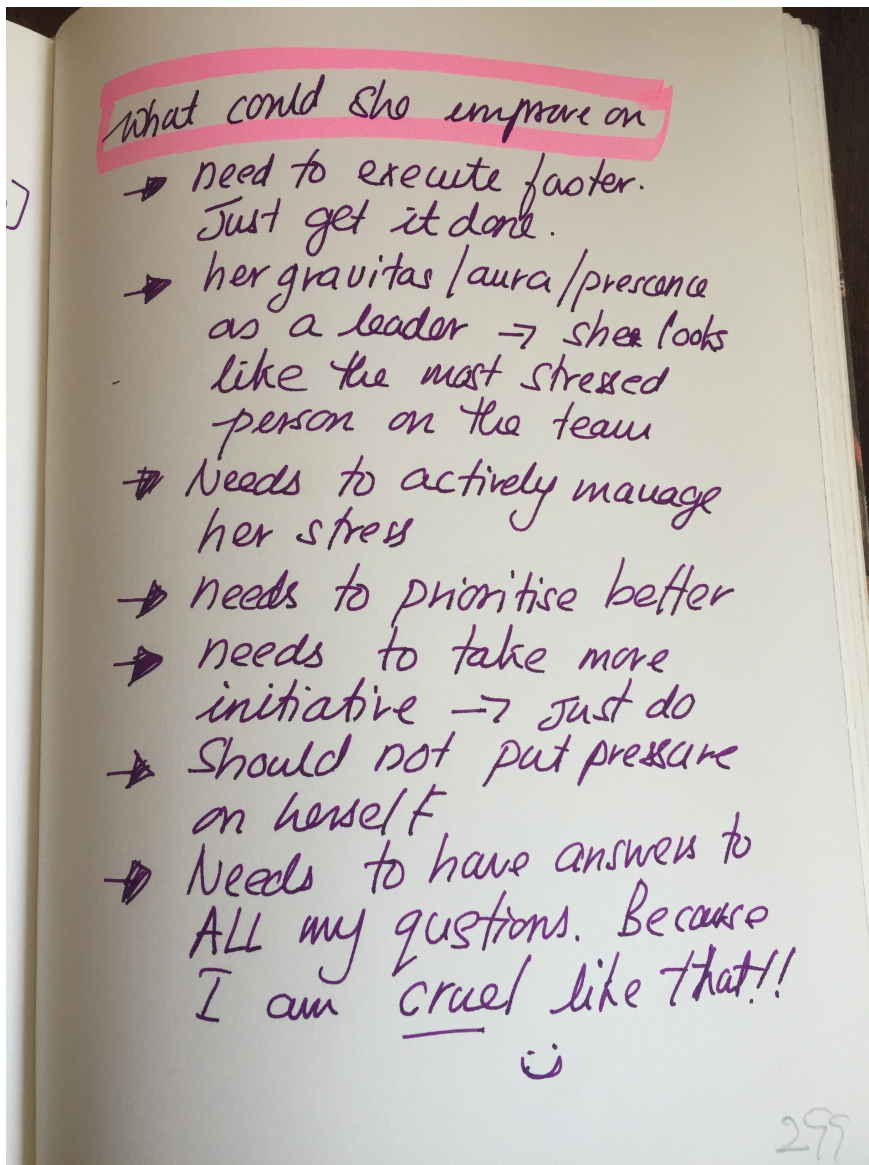 What could she improve on
→ need to execute faster.
Just get it done.
→ her gravitas / aura / prescence
as a leader → she looks
like the most stressed
person on the team
→ Needs to actively manage
her stress
→ needs to prioritise better
→ needs to take more
initiative → Just do
→ Should not put pressure
on herself
→ Needs to have answers to
ALL my qustions. Because
I am cruel like that!!
299